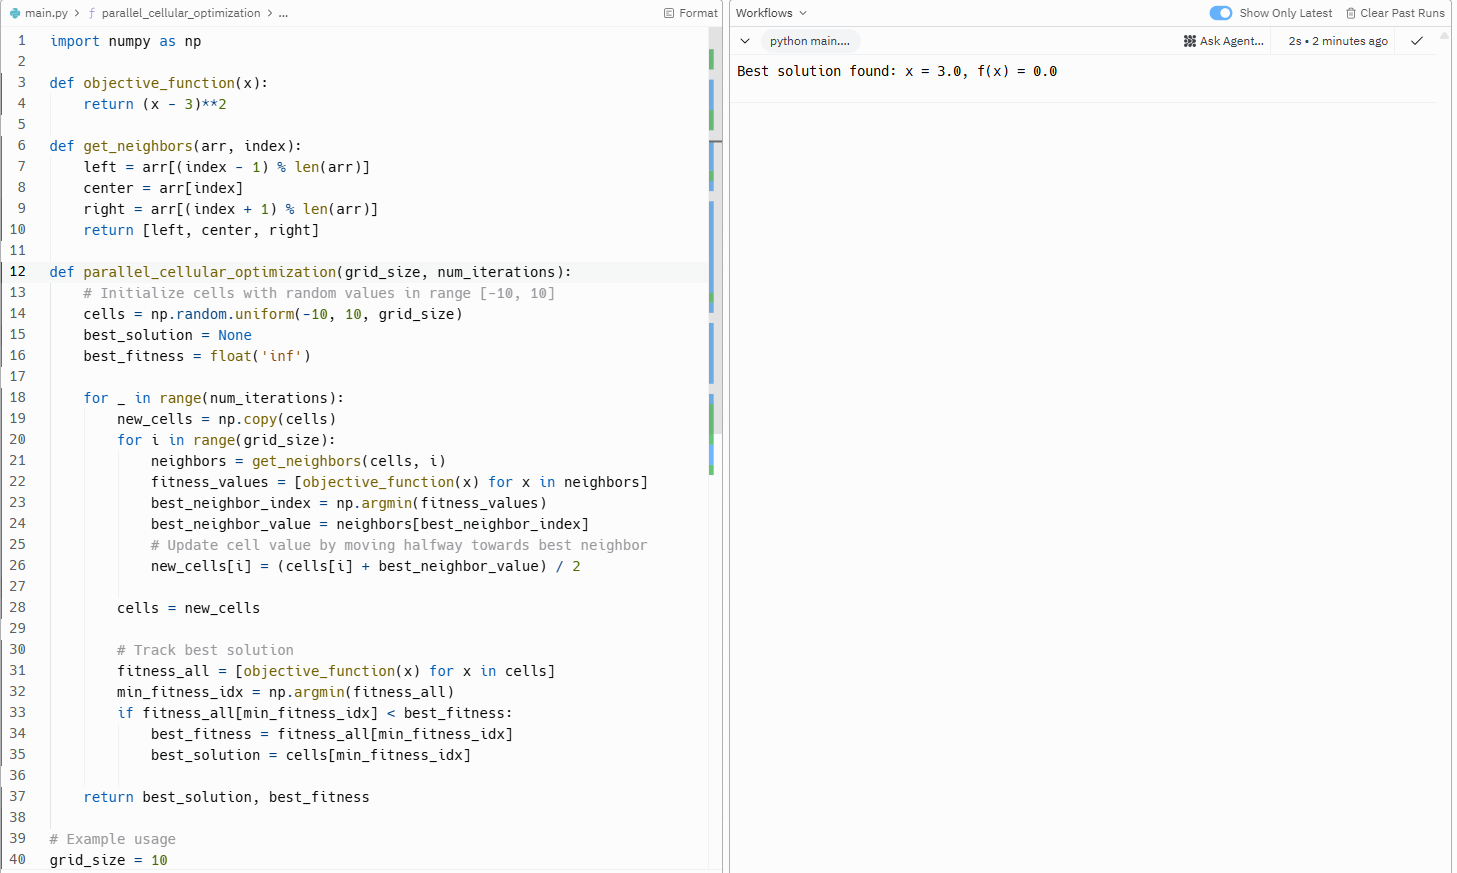 main.py > parallel_cellular_optimization > ...
Format
1 import numpy as np
2
3 def objective_function(x):
4     return (x - 3)**2
5
6 def get_neighbors(arr, index):
7     left = arr[(index - 1) % len(arr)]
8     center = arr[index]
9     right = arr[(index + 1) % len(arr)]
10     return [left, center, right]
11
12 def parallel_cellular_optimization(grid_size, num_iterations):
13     # Initialize cells with random values in range [-10, 10]
14     cells = np.random.uniform(-10, 10, grid_size)
15     best_solution = None
16     best_fitness = float('inf')
17
18     for _ in range(num_iterations):
19         new_cells = np.copy(cells)
20         for i in range(grid_size):
21             neighbors = get_neighbors(cells, i)
22             fitness_values = [objective_function(x) for x in neighbors]
23             best_neighbor_index = np.argmin(fitness_values)
24             best_neighbor_value = neighbors[best_neighbor_index]
25             # Update cell value by moving halfway towards best neighbor
26             new_cells[i] = (cells[i] + best_neighbor_value) / 2
27
28         cells = new_cells
29
30         # Track best solution
31         fitness_all = [objective_function(x) for x in cells]
32         min_fitness_idx = np.argmin(fitness_all)
33         if fitness_all[min_fitness_idx] < best_fitness:
34             best_fitness = fitness_all[min_fitness_idx]
35             best_solution = cells[min_fitness_idx]
36
37     return best_solution, best_fitness
38
39 # Example usage
40 grid_size = 10
Workflows
Show Only Latest
Clear Past Runs
python main....
Ask Agent...
2s • 2 minutes ago
Best solution found: x = 3.0, f(x) = 0.0